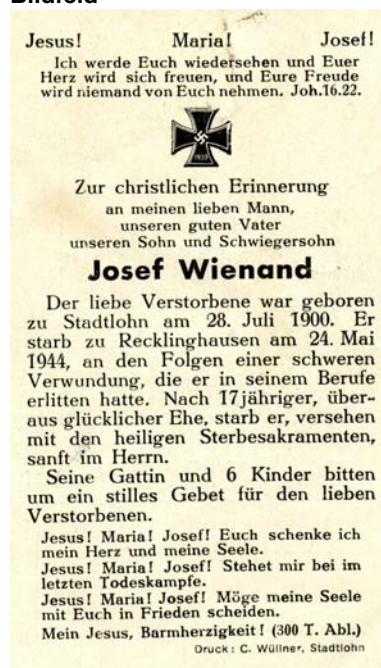 Bildfeld
Jesus! Maria! Josef!
Ich werde Euch wiedersehen und Euer
Herz wird sich freuen, und Eure Freude
wird niemand von Euch nehmen. Joh.16.22.
1939
Zur christlichen Erinnerung
an meinen lieben Mann,
unseren guten Vater
unseren Sohn und Schwiegersohn
Josef Wienand
Der liebe Verstorbene war geboren
zu Stadtlohn am 28. Juli 1900. Er
starb zu Recklinghausen am 24. Mai
1944, an den Folgen einer schweren
Verwundung, die er in seinem Berufe
erlitten hatte. Nach 17jähriger, über-
aus glücklicher Ehe, starb er, versehen
mit den heiligen Sterbesakramenten,
sanft im Herrn.
Seine Gattin und 6 Kinder bitten
um ein stilles Gebet für den lieben
Verstorbenen.
Jesus! Maria! Josef! Euch schenke ich
mein Herz und meine Seele.
Jesus! Maria! Josef! Stehet mir bei im
letzten Todeskampfe.
Jesus! Maria! Josef! Möge meine Seele
mit Euch in Frieden scheiden.
Mein Jesus, Barmherzigkeit! (300 T. Abl.)
Druck: C. Wüllner, Stadtlohn